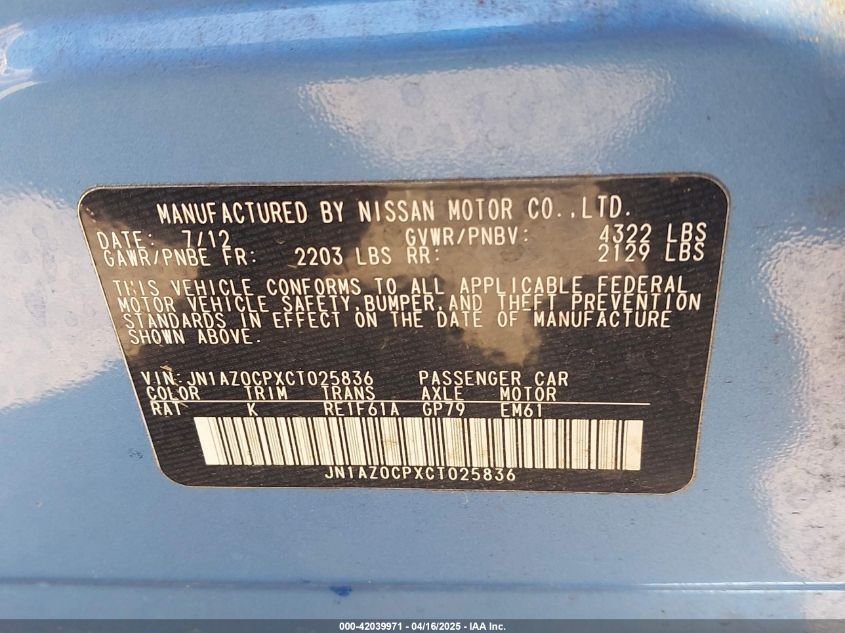 MANUFACTURED BY NISSAN MOTOR CO.,LTD.
DATE: 7/12 GVWR/PNBV: 4322 LBS
GAWR/PNBE FR: 2203 LBS RR: 2129 LBS
THIS VEHICLE CONFORMS TO ALL APPLICABLE FEDERAL
MOTOR VEHICLE SAFETY,BUMPER,AND THEFT PREVENTION
STANDARDS IN EFFECT ON THE DATE OF MANUFACTURE
SHOWN ABOVE.
VIN: JN1AZ0CPXCT025836 PASSENGER CAR
COLOR TRIM TRANS AXLE MOTOR
RAT K RE1F61A GP79 EM61
JN1AZ0CPXCT025836
000-42039971 - 04/16/2025 - IAA Inc.